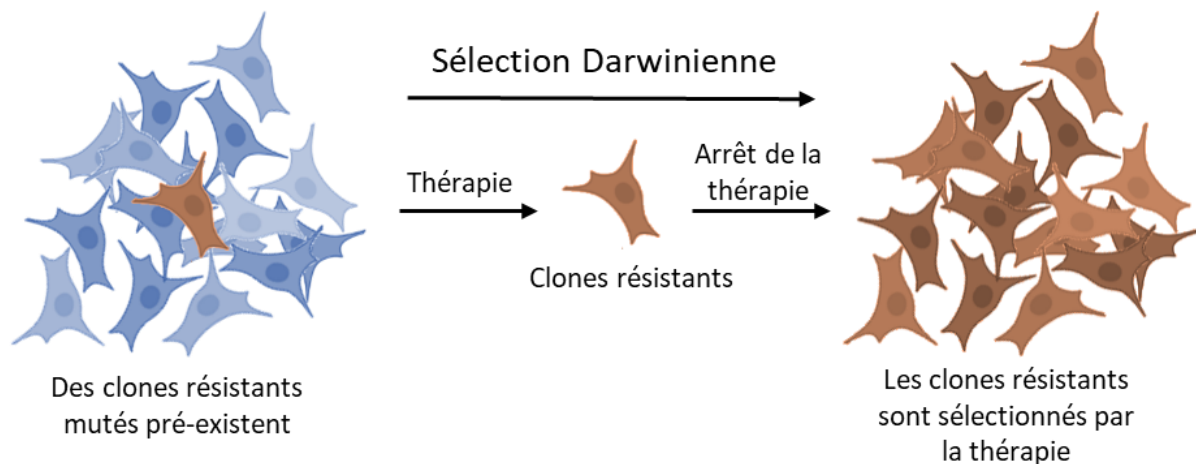 Sélection Darwinienne
Thérapie
Arrêt de la
thérapie
Clones résistants
Des clones résistants
mutés pré-existent
Les clones résistants
sont sélectionnés par
la thérapie